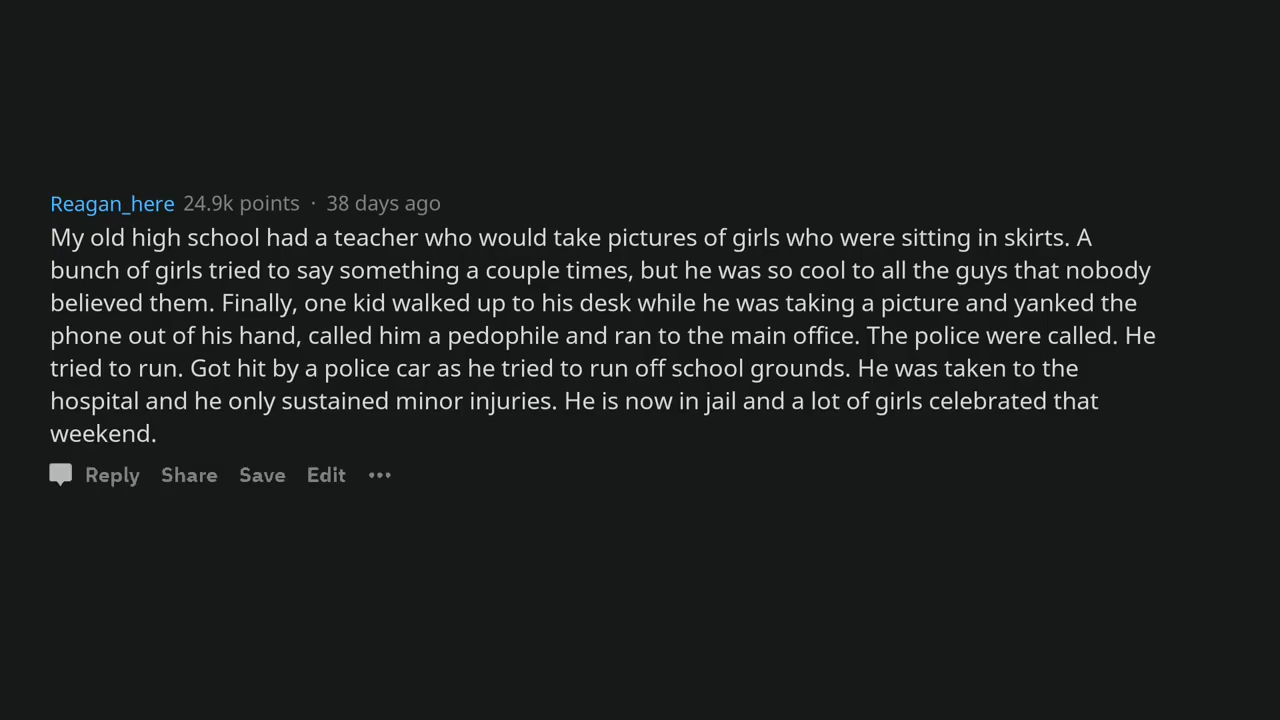 Reagan_here 24.9k points · 38 days ago
My old high school had a teacher who would take pictures of girls who were sitting in skirts. A
bunch of girls tried to say something a couple times, but he was so cool to all the guys that nobody
believed them. Finally, one kid walked up to his desk while he was taking a picture and yanked the
phone out of his hand, called him a pedophile and ran to the main office. The police were called. He
tried to run. Got hit by a police car as he tried to run off school grounds. He was taken to the
hospital and he only sustained minor injuries. He is now in jail and a lot of girls celebrated that
weekend.
Reply Share Save Edit •••